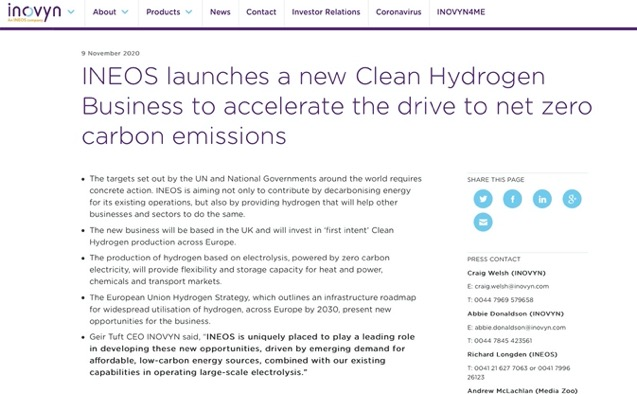 inovyn
An INEOS company
About
Products
News
Contact
Investor Relations
Coronavirus
INOVYN4ME
9 November 2020
INEOS launches a new Clean Hydrogen
Business to accelerate the drive to net zero
carbon emissions
• The targets set out by the UN and National Governments around the world requires
concrete action. INEOS is aiming not only to contribute by decarbonising energy
for its existing operations, but also by providing hydrogen that will help other
businesses and sectors to do the same.
• The new business will be based in the UK and will invest in 'first intent' Clean
Hydrogen production across Europe.
• The production of hydrogen based on electrolysis, powered by zero carbon
electricity, will provide flexibility and storage capacity for heat and power,
chemicals and transport markets.
• The European Union Hydrogen Strategy, which outlines an infrastructure roadmap
for widespread utilisation of hydrogen, across Europe by 2030, present new
opportunities for the business.
• Geir Tuft CEO INOVYN said, "INEOS is uniquely placed to play a leading role
in developing these new opportunities, driven by emerging demand for
affordable, low-carbon energy sources, combined with our existing
capabilities in operating large-scale electrolysis."
SHARE THIS PAGE
PRESS CONTACT
Craig Welsh (INOVYN)
E: craig.welsh@inovyn.com
T: 0044 7969 579658
Abbie Donaldson (INOVYN)
E: abbie.donaldson@inovyn.com
T: 0044 7845 423561
Richard Longden (INEOS)
T: 0041 21 627 7063 or 0041 7996
26123
Andrew McLachlan (Media Zoo)